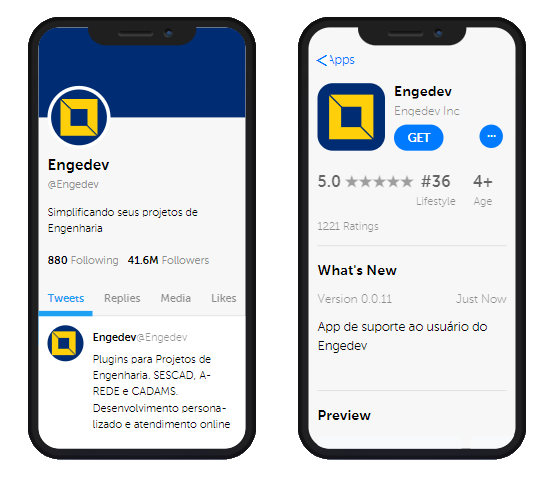 Engedev
@Engedev
Simplificando seus projetos de
Engenharia
880 Following 41.6M Followers
Tweets Replies Media Likes
Engedev@Engedev
Plugins para Projetos de
Engenharia. SESCAD, A-
REDE e CADAMS.
Desenvolvimento persona-
lizado e atendimento online
Apps
Engedev
Engedev Inc
GET
5.0 ★★★★★ #36 4+
Lifestyle Age
1221 Ratings
What's New
Version 0.0.11 Just Now
App de suporte ao usuário do
Engedev
Preview